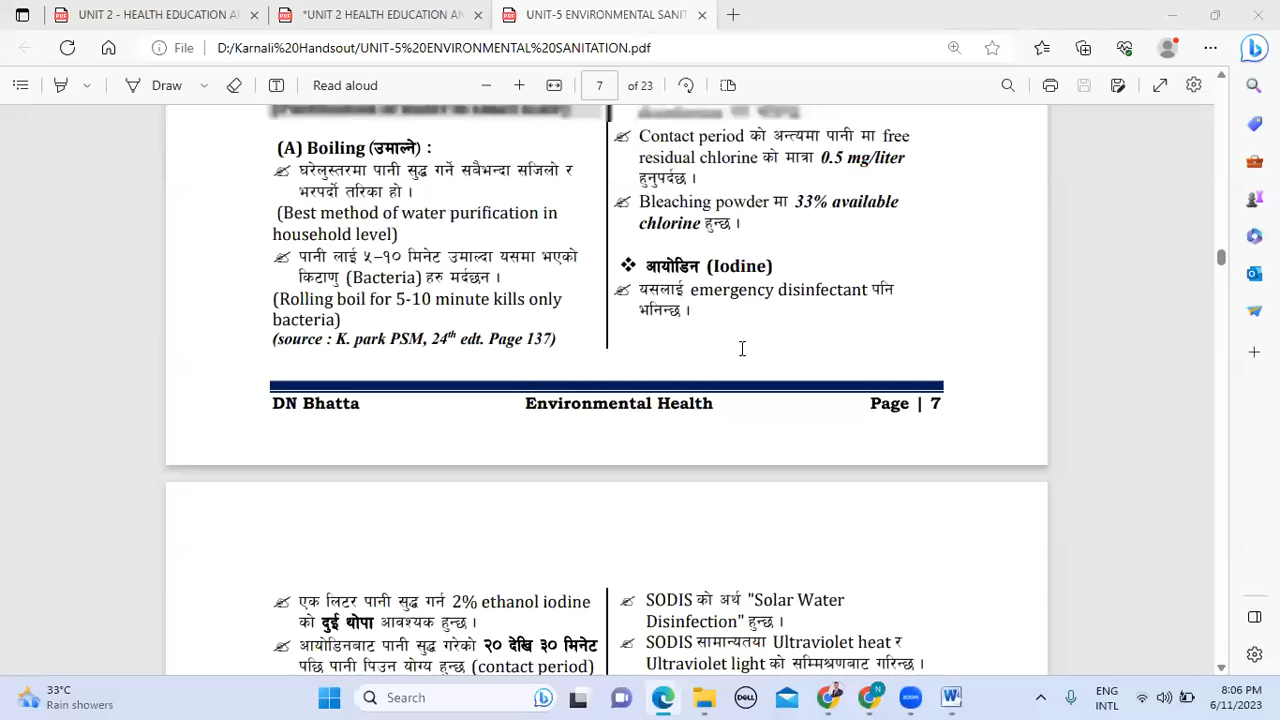 UNIT 2 - HEALTH EDUCATION A
*UNIT 2 HEALTH EDUCATION AN
UNIT-5 ENVIRONMENTAL SANIT
File
D:/Karnali%20Handsout/UNIT-5%20ENVIRONMENTAL%20SANITATION.pdf
Draw
Read aloud
7
of 23
(A) Boiling (उमाल्ने) :
घरेलुस्तरमा पानी सुद्ध गर्ने सबैभन्दा सजिलो र
भरपर्दो तरिका हो ।
(Best method of water purification in
household level)
पानी लाई ५–१० मिनेट उमाल्दा यसमा भएको
किटाणु (Bacteria) हरु मर्दछन ।
(Rolling boil for 5-10 minute kills only
bacteria)
(source : K. park PSM, 24th edt. Page 137)
Contact period को अन्त्यमा पानी मा free
residual chlorine को मात्रा 0.5 mg/liter
हुनुपर्दछ ।
Bleaching powder मा 33% available
chlorine हुन्छ ।
❖ आयोडिन (Iodine)
यसलाई emergency disinfectant पनि
भनिन्छ ।
DN Bhatta
Environmental Health
Page | 7
एक लिटर पानी सुद्ध गर्न 2% ethanol iodine
को दुई थोपा आवश्यक हुन्छ ।
आयोडिनबाट पानी सुद्ध गरेको २० देखि ३० मिनेट
पछि पानी पिउन योग्य हुन्छ (contact period)
SODIS को अर्थ "Solar Water
Disinfection" हुन्छ ।
SODIS सामान्यतया Ultraviolet heat र
Ultraviolet light को सम्मिश्रणबाट गरिन्छ ।
33°C
Rain showers
Search
DELL
ENG
INTL
8:06 PM
6/11/2023